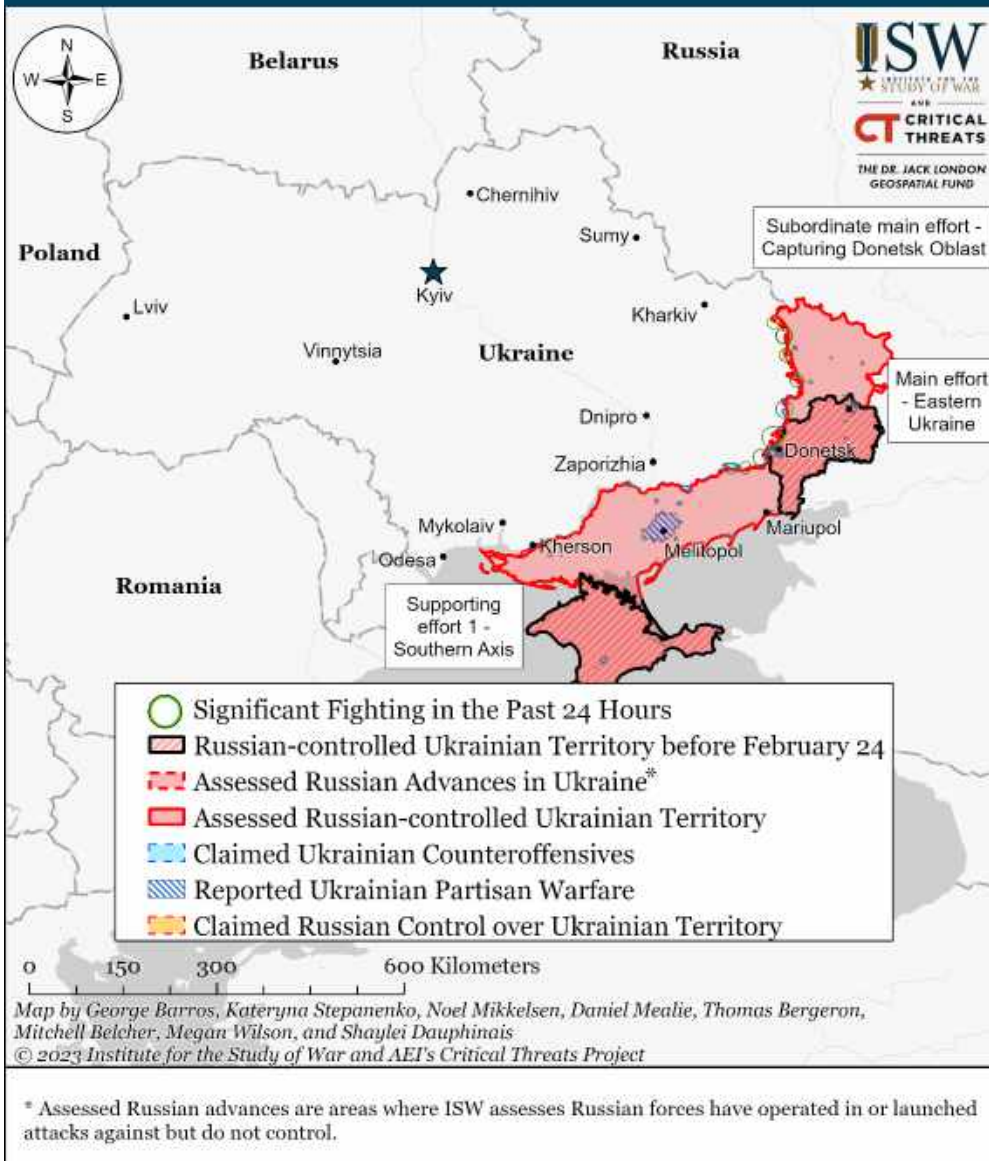 N
W E
S
Belarus
Russia
ISW
INSTITUTE FOR THE
STUDY OF WAR
AND
CT CRITICAL
THREATS
THE DR. JACK LONDON
GEOSPATIAL FUND
Chernihiv
Subordinate main effort -
Capturing Donetsk Oblast
Sumy
Poland
Kyiv
Lviv
Kharkiv
Vinnytsia
Ukraine
Main effort
- Eastern
Ukraine
Dnipro
Donetsk
Zaporizhia
Mykolaiv
Mariupol
Kherson
Melitopol
Odesa
Romania
Supporting
effort 1 -
Southern Axis
Significant Fighting in the Past 24 Hours
Russian-controlled Ukrainian Territory before February 24
Assessed Russian Advances in Ukraine*
Assessed Russian-controlled Ukrainian Territory
Claimed Ukrainian Counteroffensives
Reported Ukrainian Partisan Warfare
Claimed Russian Control over Ukrainian Territory
0 150 300 600 Kilometers
Map by George Barros, Kateryna Stepanenko, Noel Mikkelsen, Daniel Mealie, Thomas Bergeron,
Mitchell Belcher, Megan Wilson, and Shaylei Dauphinais
© 2023 Institute for the Study of War and AEI's Critical Threats Project
* Assessed Russian advances are areas where ISW assesses Russian forces have operated in or launched
attacks against but do not control.